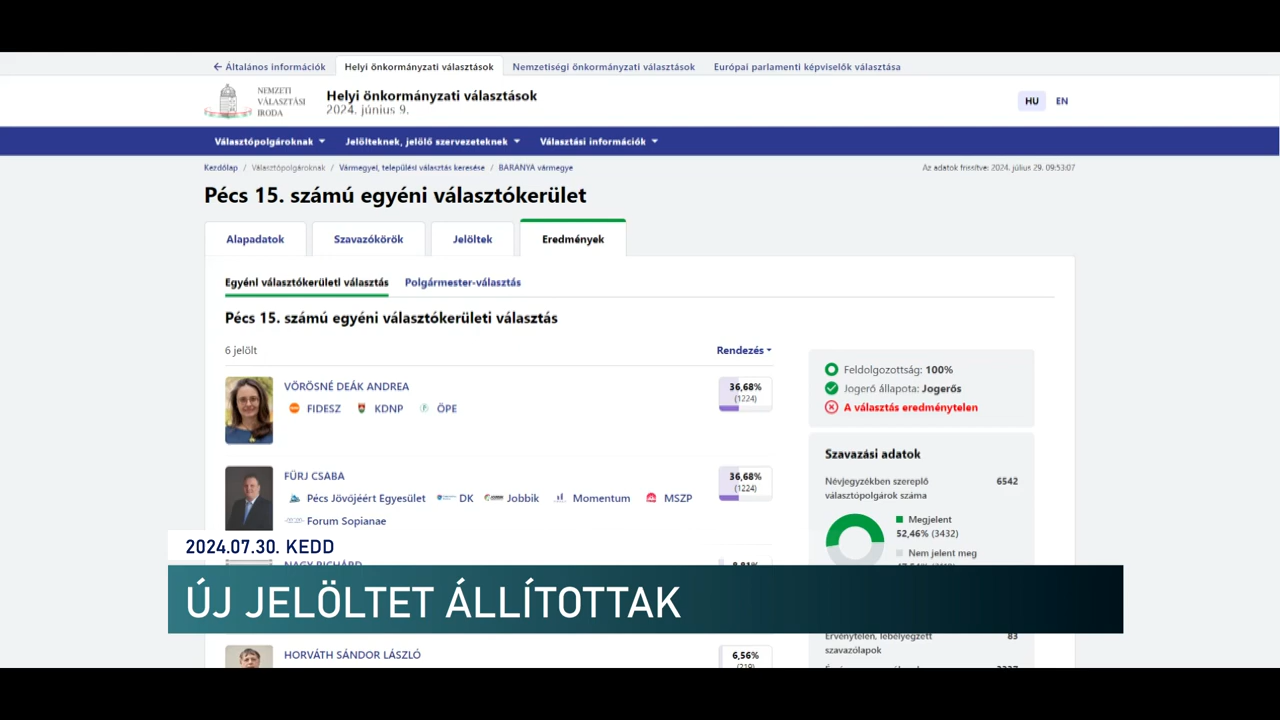 ← Általános információk
Helyi önkormányzati választások
Nemzetiségi önkormányzati választások
Európai parlamenti képviselők választása
NEMZETI
VÁLASZTÁSI
IRODA
Helyi önkormányzati választások
2024. június 9.
HU
EN
Választópolgároknak
Jelölteknek, jelölő szervezeteknek
Választási információk
Kezdőlap / Választópolgároknak / Vármegyei, települési választás keresése / BARANYA vármegye
Az adatok frissítve: 2024. július 29. 09:53:07
Pécs 15. számú egyéni választókerület
Alapadatok
Szavazókörök
Jelöltek
Eredmények
Egyéni választókerületi választás
Polgármester-választás
Pécs 15. számú egyéni választókerületi választás
6 jelölt
Rendezés
VÖRÖSNÉ DEÁK ANDREA
FIDESZ KDNP ÖPE
36,68%
(1224)
FÜRJ CSABA
Pécs Jövőjéért Egyesület DK Jobbik Momentum MSZP
Forum Sopianae
36,68%
(1224)
Feldolgozottság: 100%
Jogerő állapota: Jogerős
A választás eredménytelen
Szavazási adatok
Névjegyzékben szereplő
választópolgárok száma
6542
Megjelent
52,46% (3432)
Nem jelent meg
2024.07.30. KEDD
NAGY RICHÁRD
ÚJ JELÖLTET ÁLLÍTOTTAK
Érvénytelen, lebélyegzett
szavazólapok
83
HORVÁTH SÁNDOR LÁSZLÓ
6,56%
(219)